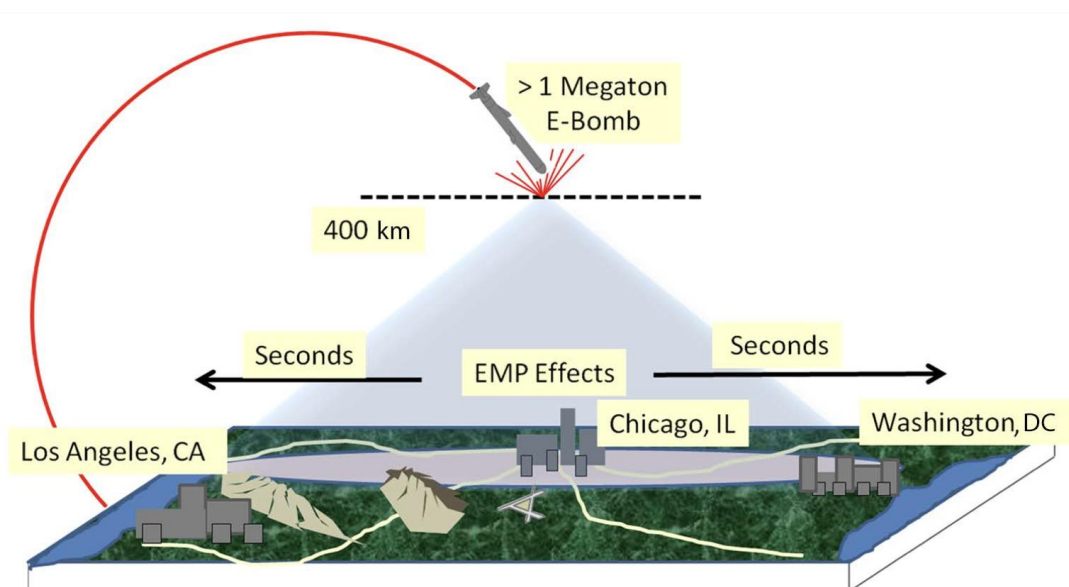 > 1 Megaton
E-Bomb
400 km
Seconds
Seconds
EMP Effects
Chicago, IL
Washington, DC
Los Angeles, CA